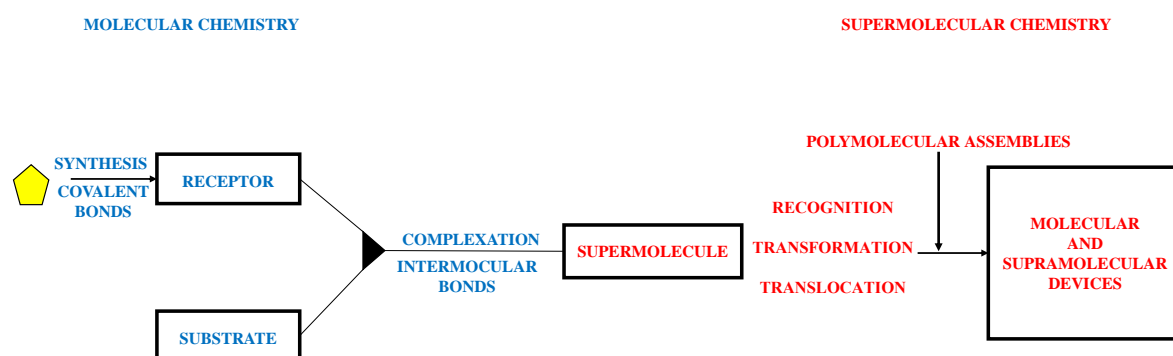 MOLECULAR CHEMISTRY
SUPERMOLECULAR CHEMISTRY
SYNTHESIS
COVALENT
BONDS
RECEPTOR
SUBSTRATE
COMPLEXATION
INTERMOCULAR
BONDS
SUPERMOLECULE
POLYMOLECULAR ASSEMBLIES
RECOGNITION
TRANSFORMATION
TRANSLOCATION
MOLECULAR
AND
SUPRAMOLECULAR
DEVICES